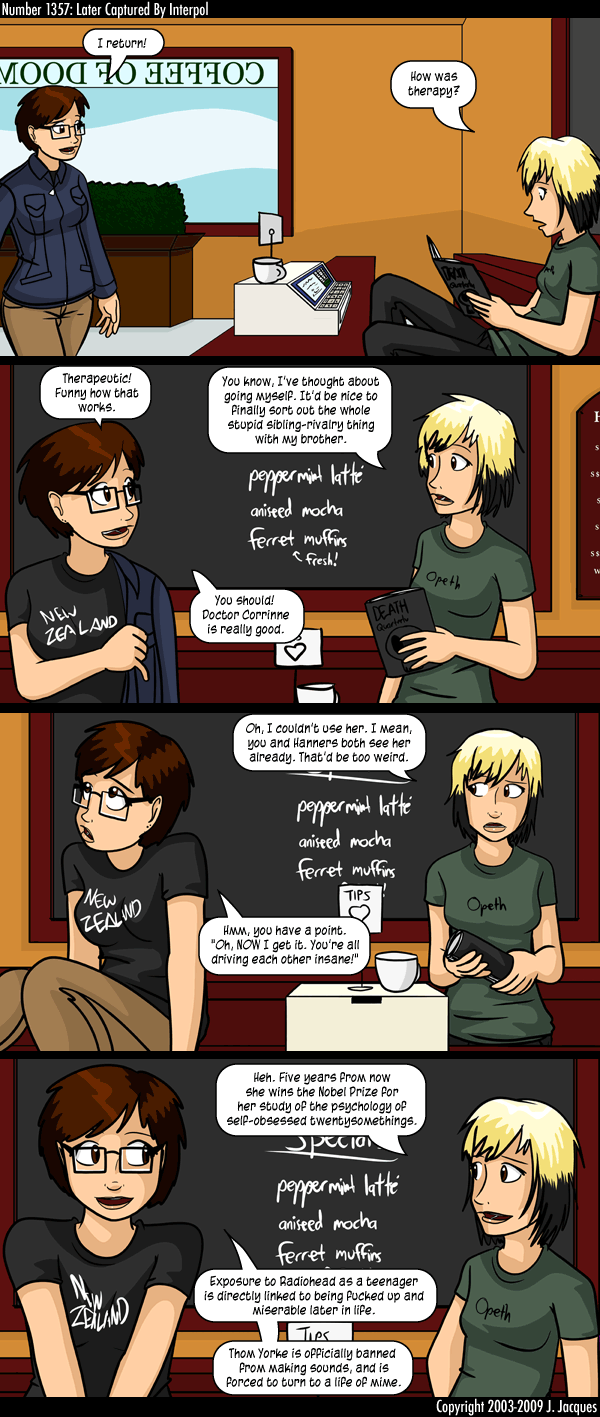 Number 1357: Later Captured By Interpol
I return!
COFFEE OF DOOM
How was
therapy?
DEATH
Quarterly
Therapeutic!
Funny how that
works.
You know, I've thought about
going myself. It'd be nice to
finally sort out the whole
stupid sibling-rivalry thing
with my brother.
peppermint latté
aniseed mocha
ferret muffins
fresh!
NEW
ZEALAND
You should!
Doctor Corrinne
is really good.
Opeth
DEATH
Quarterly
Oh, I couldn't use her. I mean,
you and Hanners both see her
already. That'd be too weird.
peppermint latté
aniseed mocha
ferret muffins
TIPS
NEW
ZEALAND
Opeth
Hmm, you have a point.
"Oh, NOW I get it. You're all
driving each other insane!"
Heh. Five years from now
she wins the Nobel Prize for
her study of the psychology of
self-obsessed twentysomethings.
Specials
peppermint latté
aniseed mocha
ferret muffins
NEW
ZEALAND
Opeth
Exposure to Radiohead as a teenager
is directly linked to being fucked up and
miserable later in life.
TIPS
Thom Yorke is officially banned
from making sounds, and is
forced to turn to a life of mime.
Copyright 2003-2009 J. Jacques